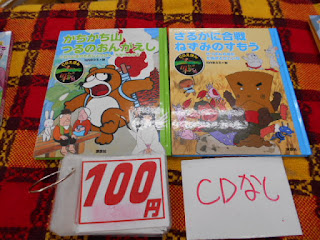 かちかち山
つるのおんがえし
さるかに合戦
ねずみのすもう
100円
CDなし